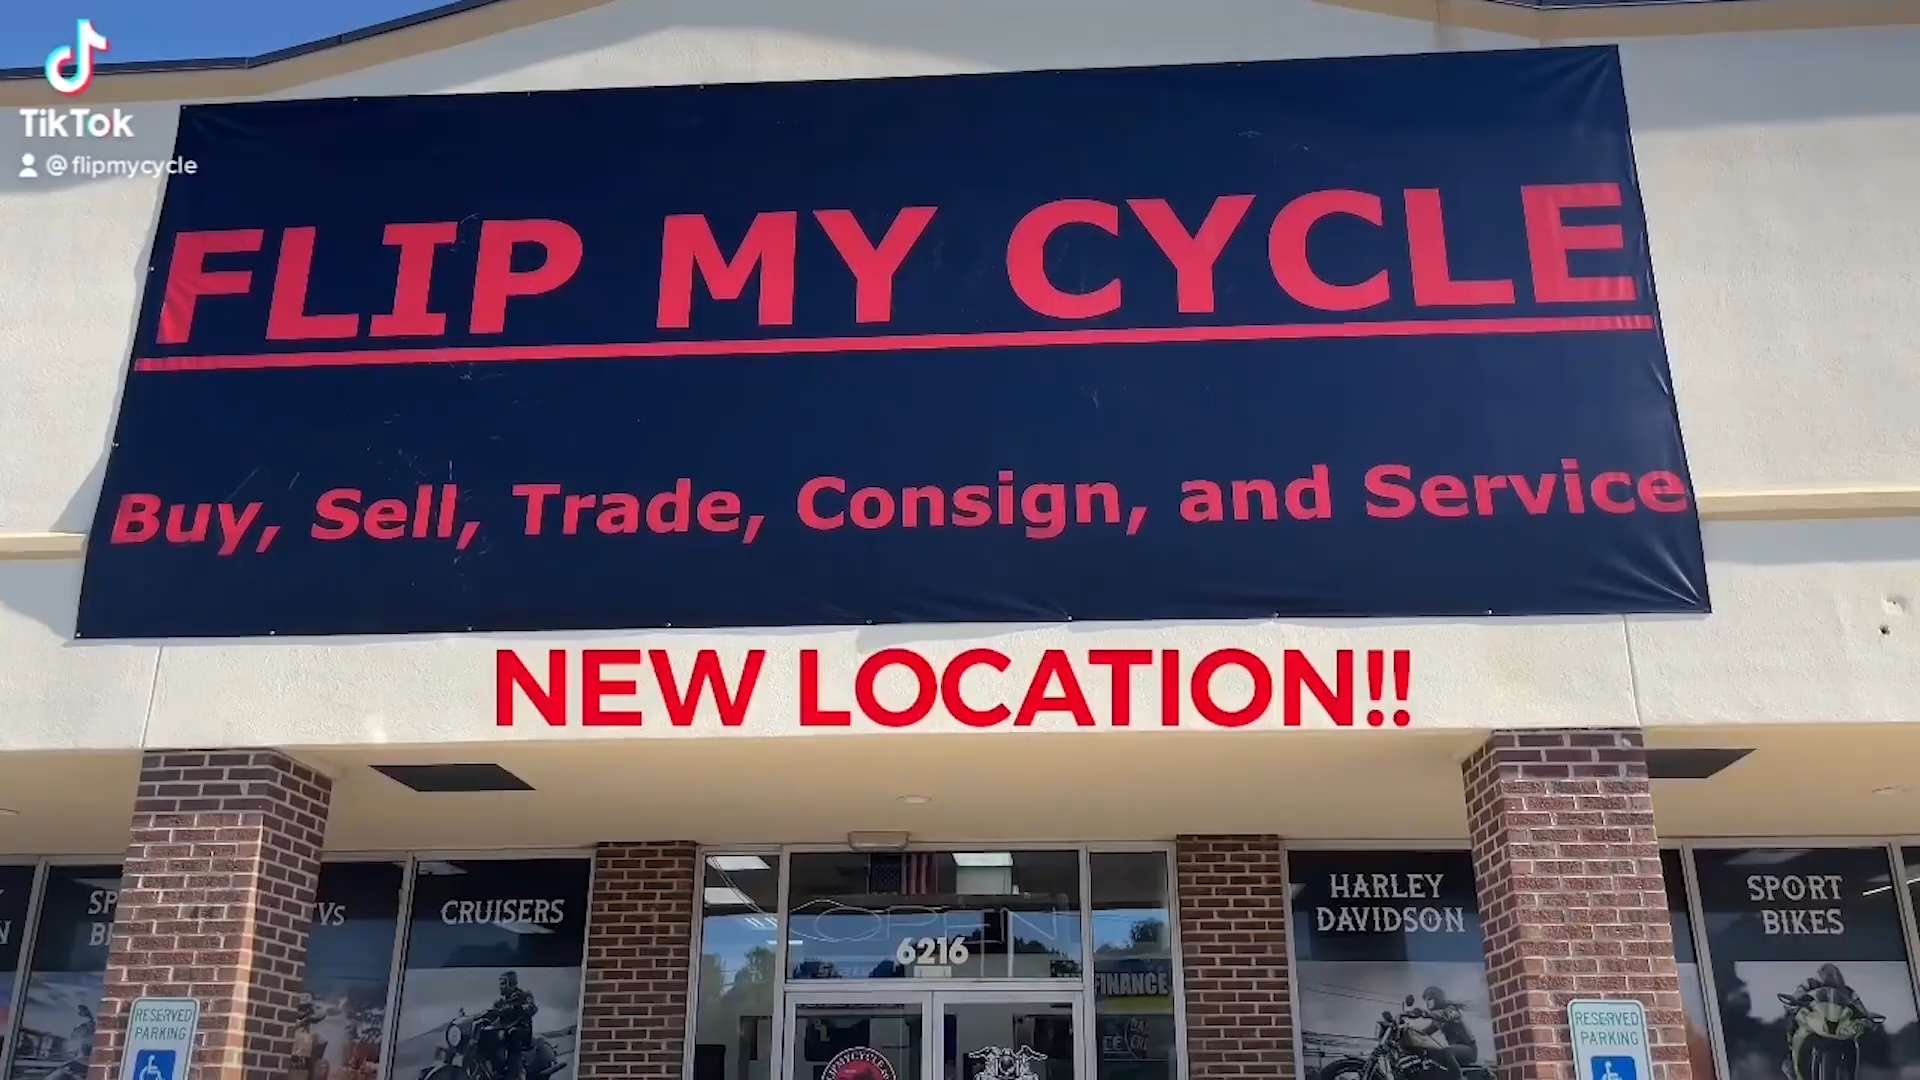 TikTok
@flipmycycle
FLIP MY CYCLE
Buy, Sell, Trade, Consign, and Service
NEW LOCATION!!
CRUISERS
OPEN
6216
FINANCE
HARLEY
DAVIDSON
SPORT
BIKES
RESERVED
PARKING
RESERVED
PARKING